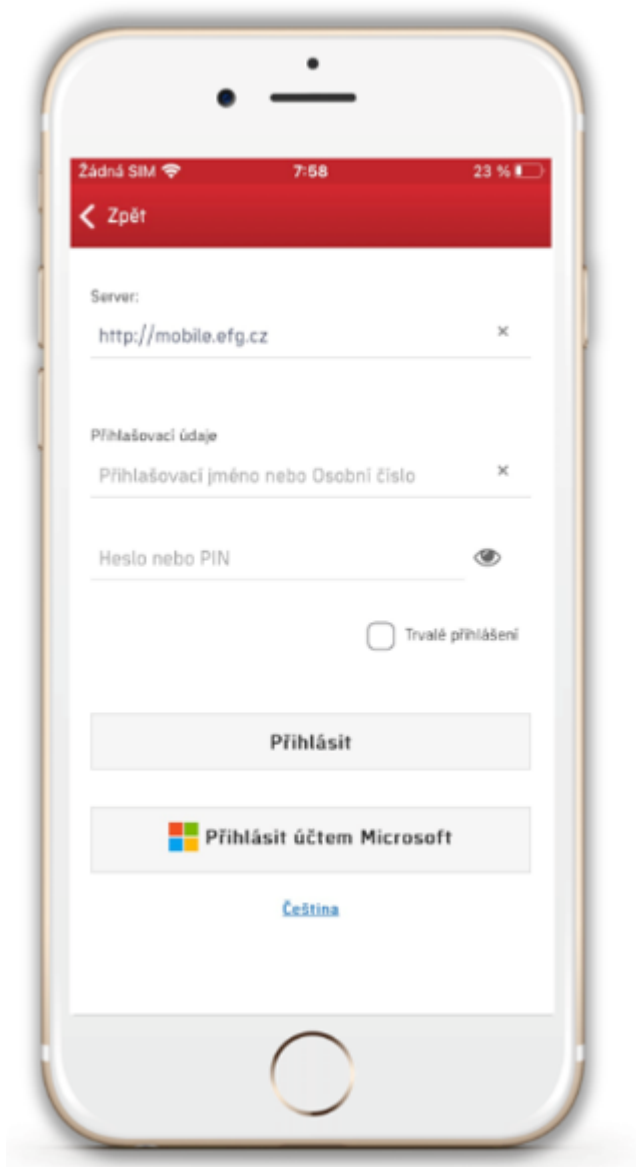 Žádná SIM 7:58 23 %
Zpět
Server:
http://mobile.efg.cz ×
Přihlašovací údaje
Přihlašovací jméno nebo Osobní číslo ×
Heslo nebo PIN
Trvalé přihlášení
Přihlásit
Přihlásit účtem Microsoft
Čeština